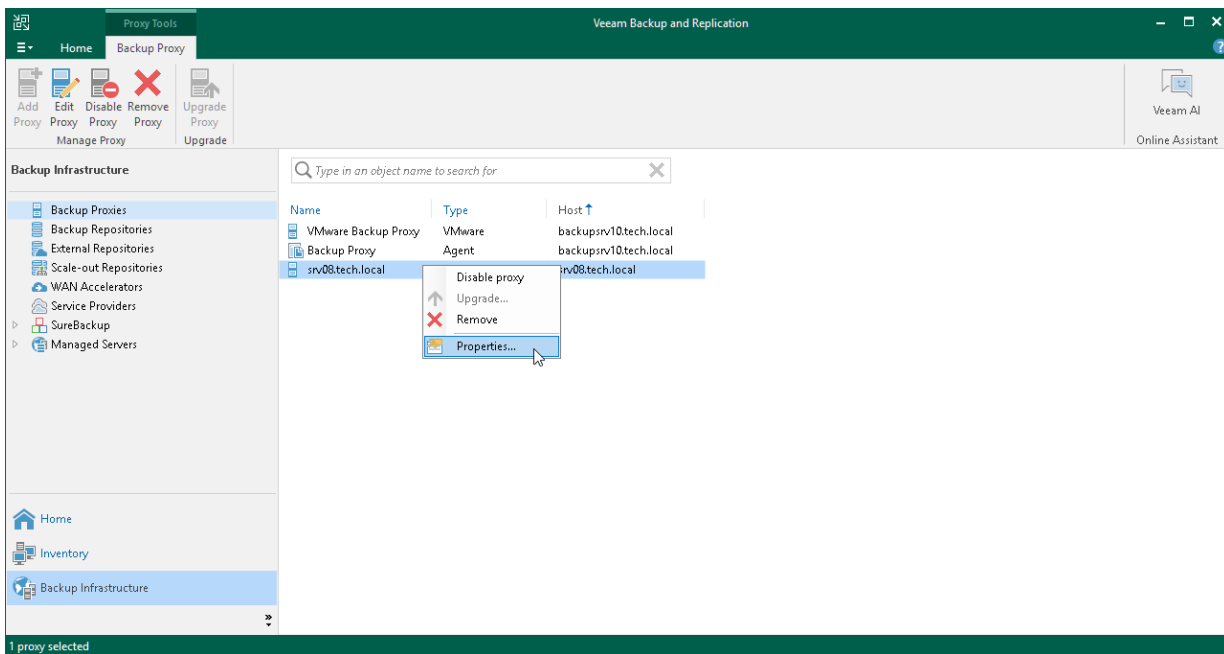 Proxy Tools
Veeam Backup and Replication
Home
Backup Proxy
?
Add Proxy
Edit Proxy
Disable Proxy
Remove Proxy
Upgrade Proxy
Manage Proxy
Upgrade
Veeam AI
Online Assistant
Backup Infrastructure
Backup Proxies
Backup Repositories
External Repositories
Scale-out Repositories
WAN Accelerators
Service Providers
SureBackup
Managed Servers
Home
Inventory
Backup Infrastructure
Type in an object name to search for
Name Type Host
VMware Backup Proxy VMware backupsrv10.tech.local
Backup Proxy Agent backupsrv10.tech.local
srv08.tech.local srv08.tech.local
Disable proxy
Upgrade...
Remove
Properties...
1 proxy selected